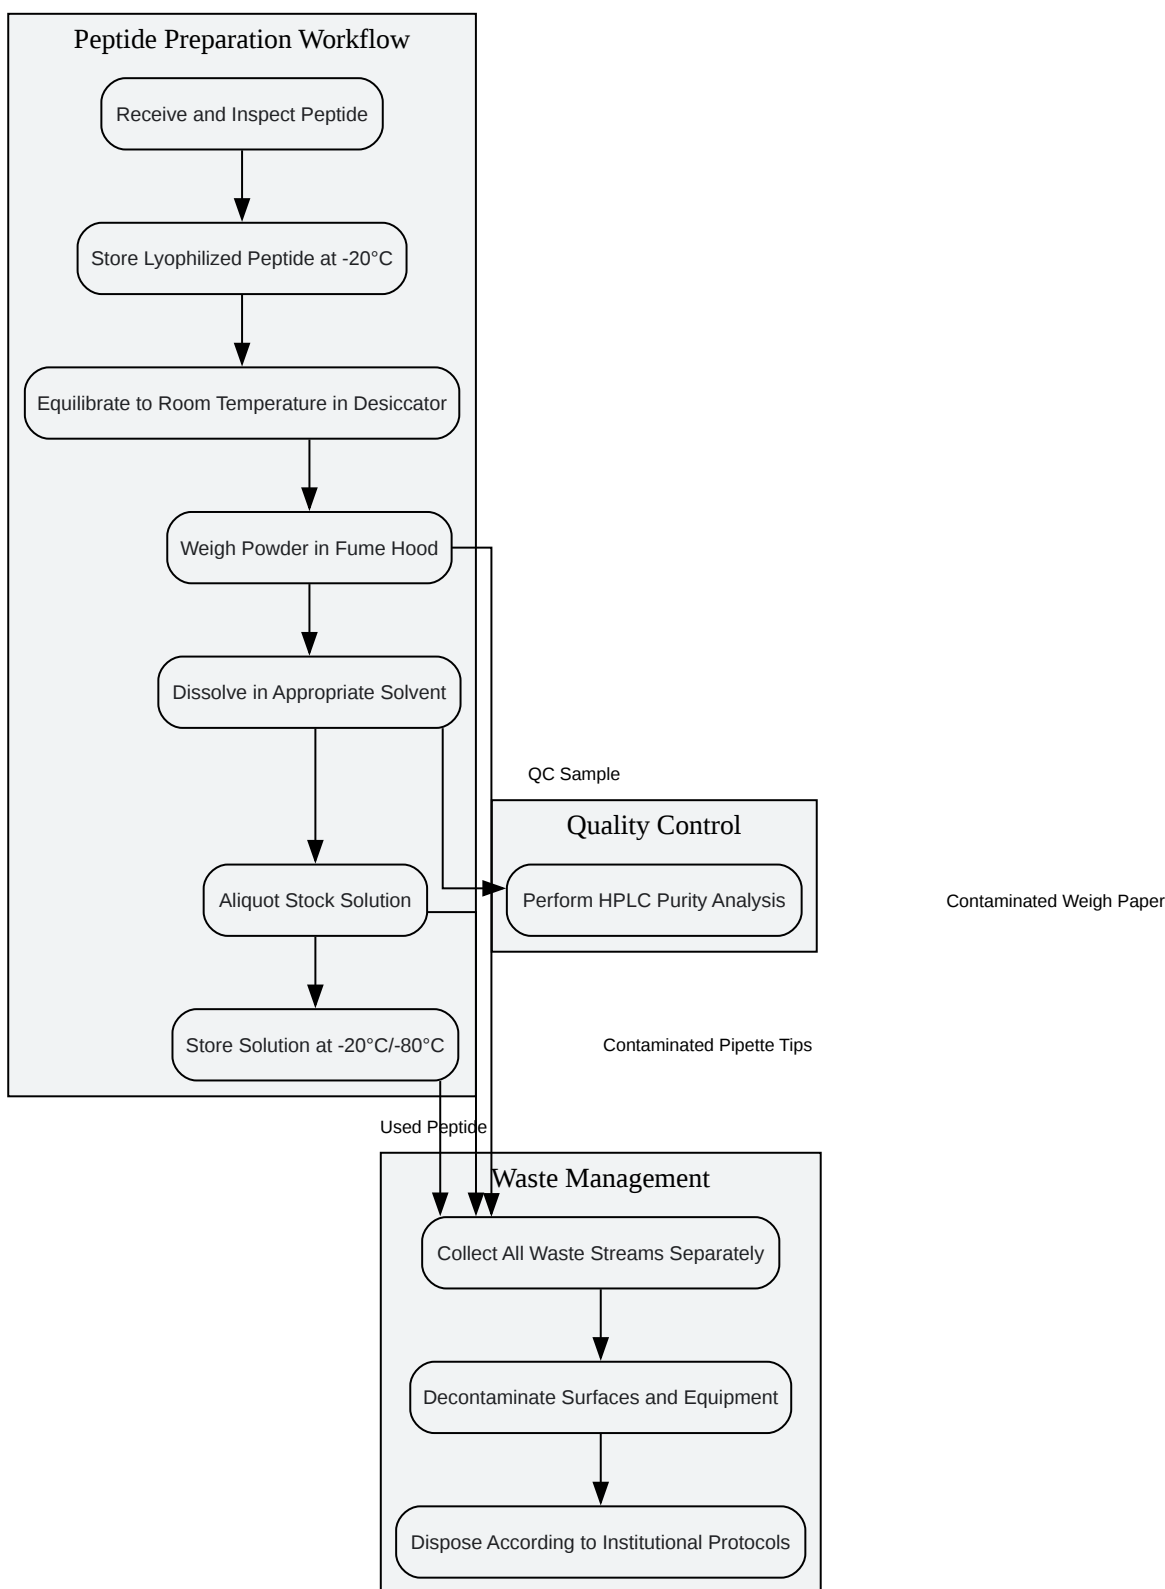 Peptide Preparation Workflow
Receive and Inspect Peptide
Store Lyophilized Peptide at -20°C
Equilibrate to Room Temperature in Desiccator
Weigh Powder in Fume Hood
Dissolve in Appropriate Solvent
QC Sample
Quality Control
Aliquot Stock Solution
Perform HPLC Purity Analysis
Contaminated Weigh Paper
Store Solution at -20°C/-80°C
Contaminated Pipette Tips
Used Peptide
Waste Management
Collect All Waste Streams Separately
Decontaminate Surfaces and Equipment
Dispose According to Institutional Protocols